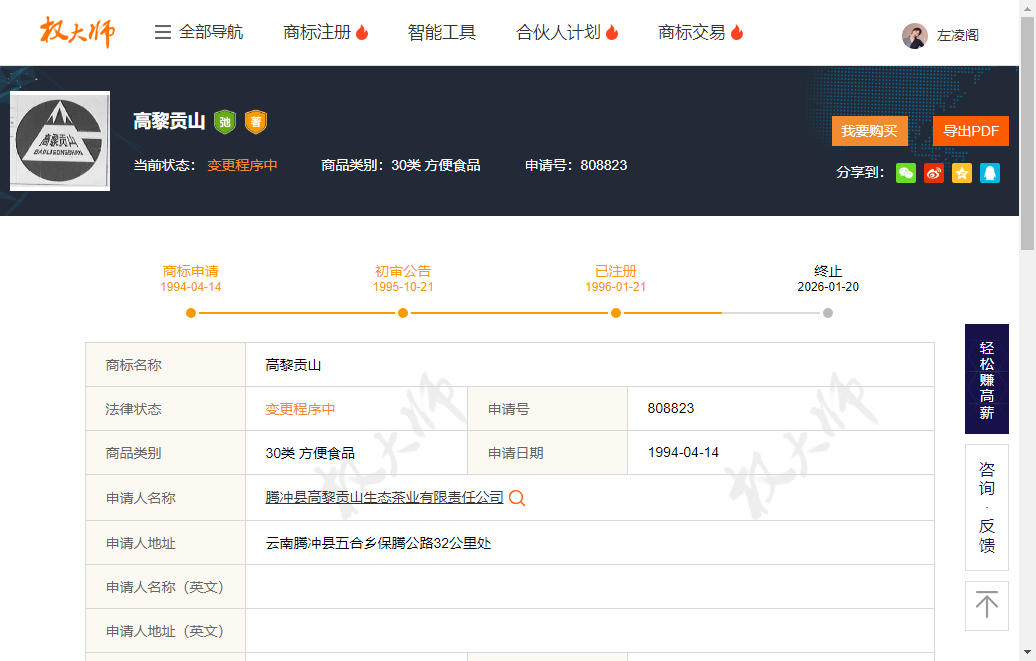 权大师
全部导航
商标注册
智能工具
合伙人计划
商标交易
左凌阁
高黎贡山
GAOLIGONGSHAN
高黎贡山
驰
著
我要购买
导出PDF
当前状态：
变更程序中
商品类别：30类 方便食品
申请号：808823
分享到：
商标申请
1994-04-14
初审公告
1995-10-21
已注册
1996-01-21
终止
2026-01-20
商标名称
高黎贡山
法律状态
变更程序中
申请号
808823
商品类别
30类 方便食品
申请日期
1994-04-14
申请人名称
腾冲县高黎贡山生态茶业有限责任公司
申请人地址
云南腾冲县五合乡保腾公路32公里处
申请人名称（英文）
申请人地址（英文）
权大师
权大师
轻松赚高薪
咨询·反馈